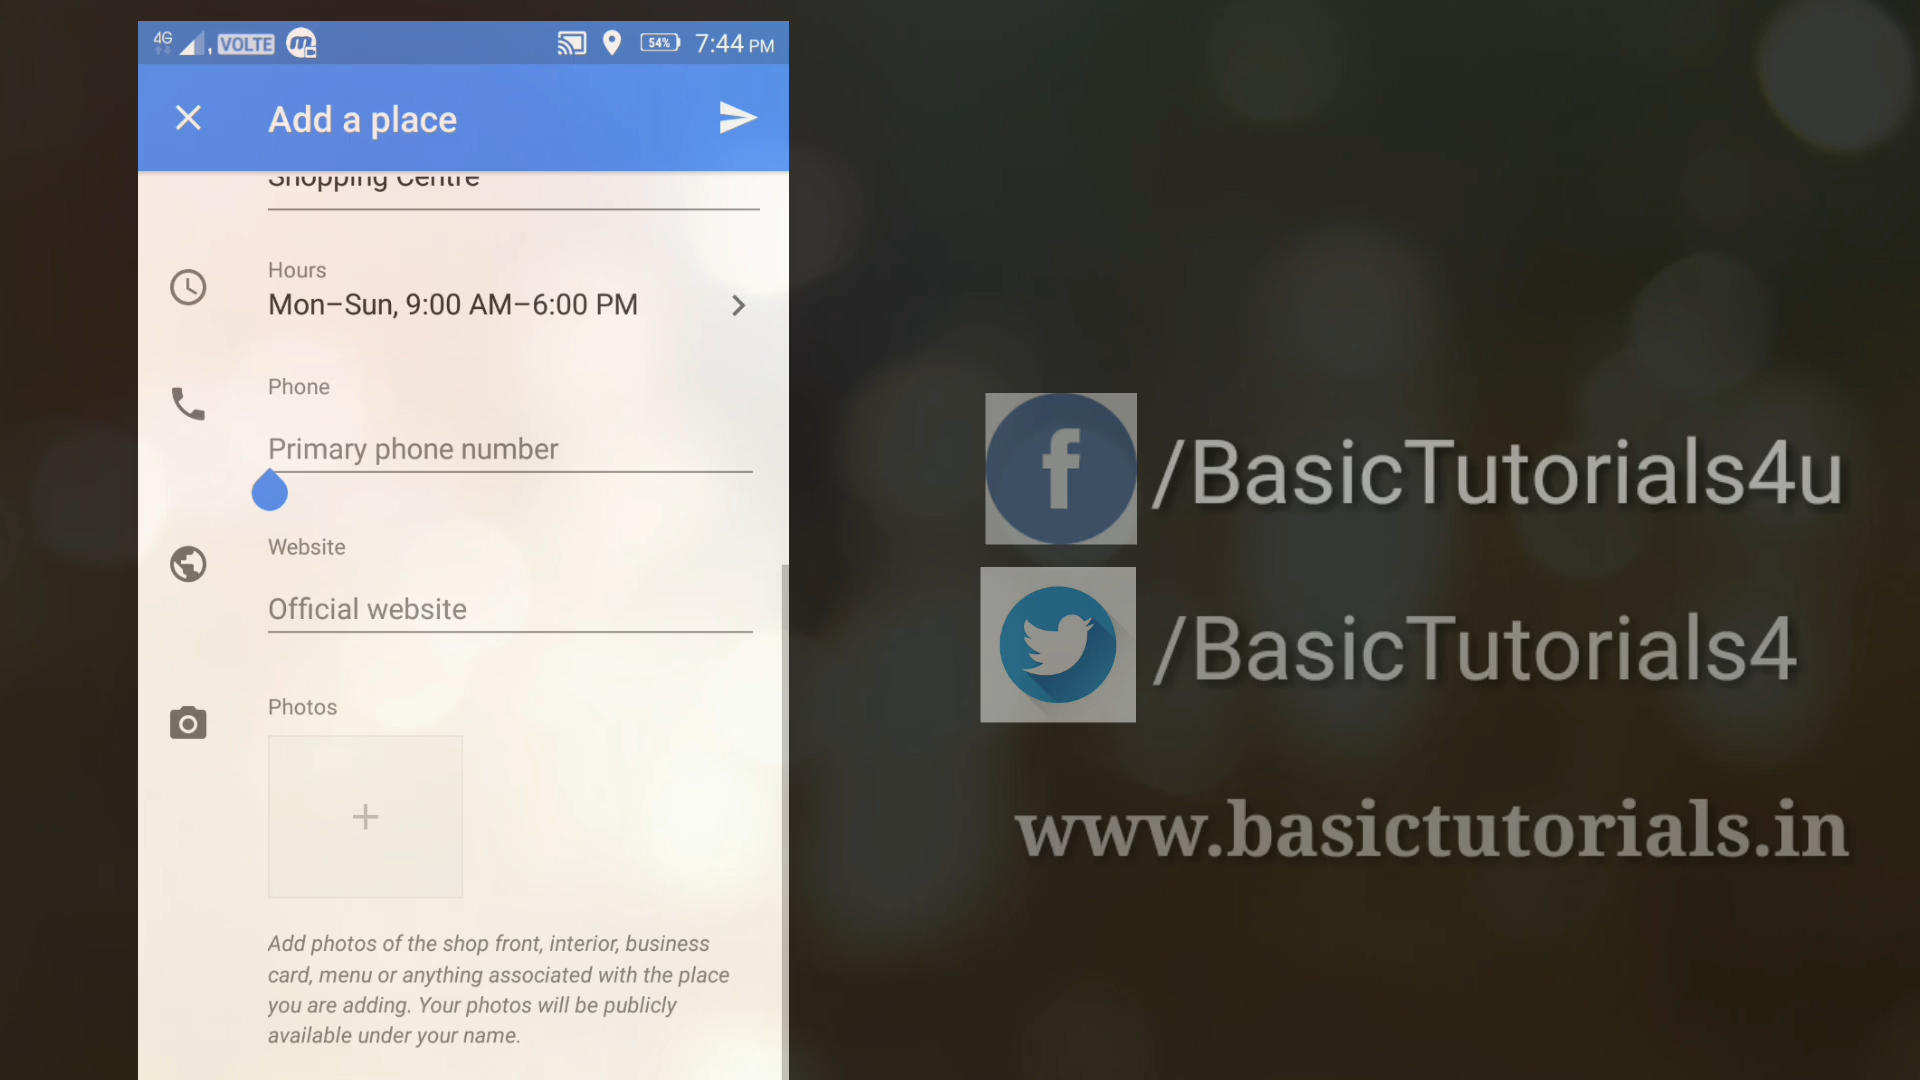 4G VOLTE 54% 7:44 PM
Add a place
Shopping Centre
Hours
Mon–Sun, 9:00 AM–6:00 PM
Phone
Primary phone number
Website
Official website
Photos
+
Add photos of the shop front, interior, business
card, menu or anything associated with the place
you are adding. Your photos will be publicly
available under your name.
f /BasicTutorials4u
/BasicTutorials4
www.basictutorials.in